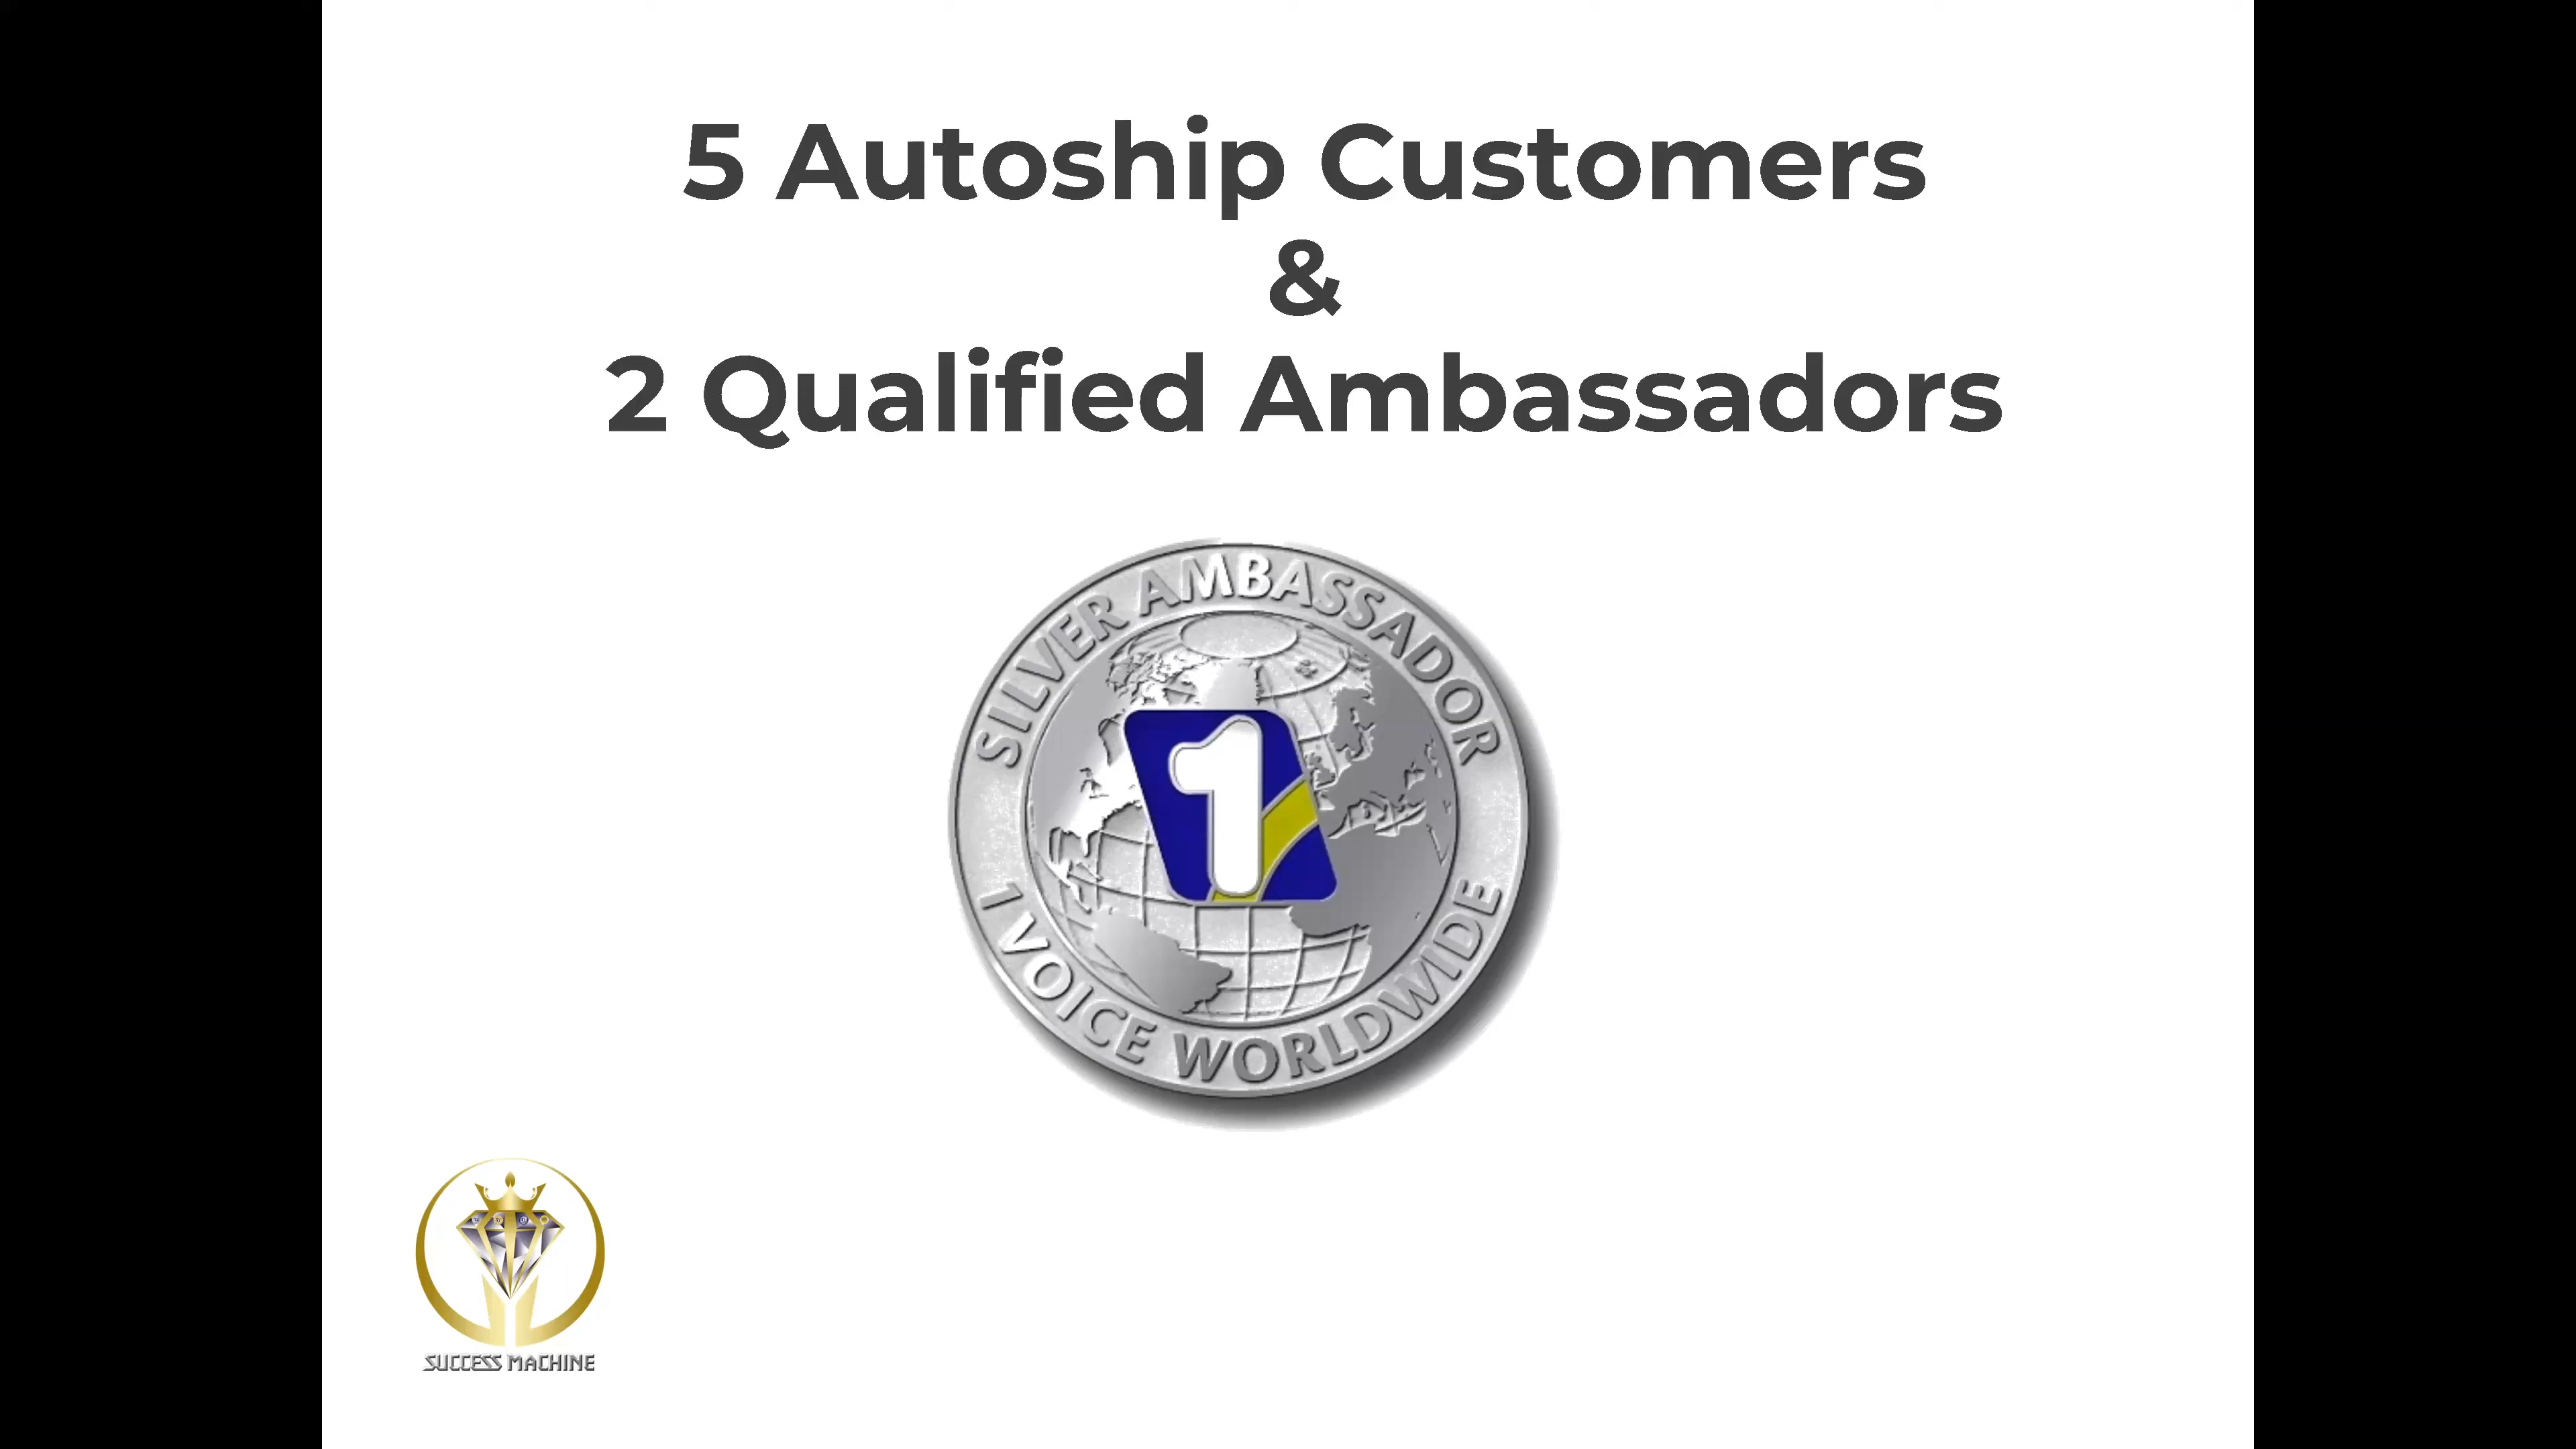 5 Autoship Customers
&
2 Qualified Ambassadors
SILVER AMBASSADOR
1
1 VOICE WORLDWIDE
SUCCESS MACHINE